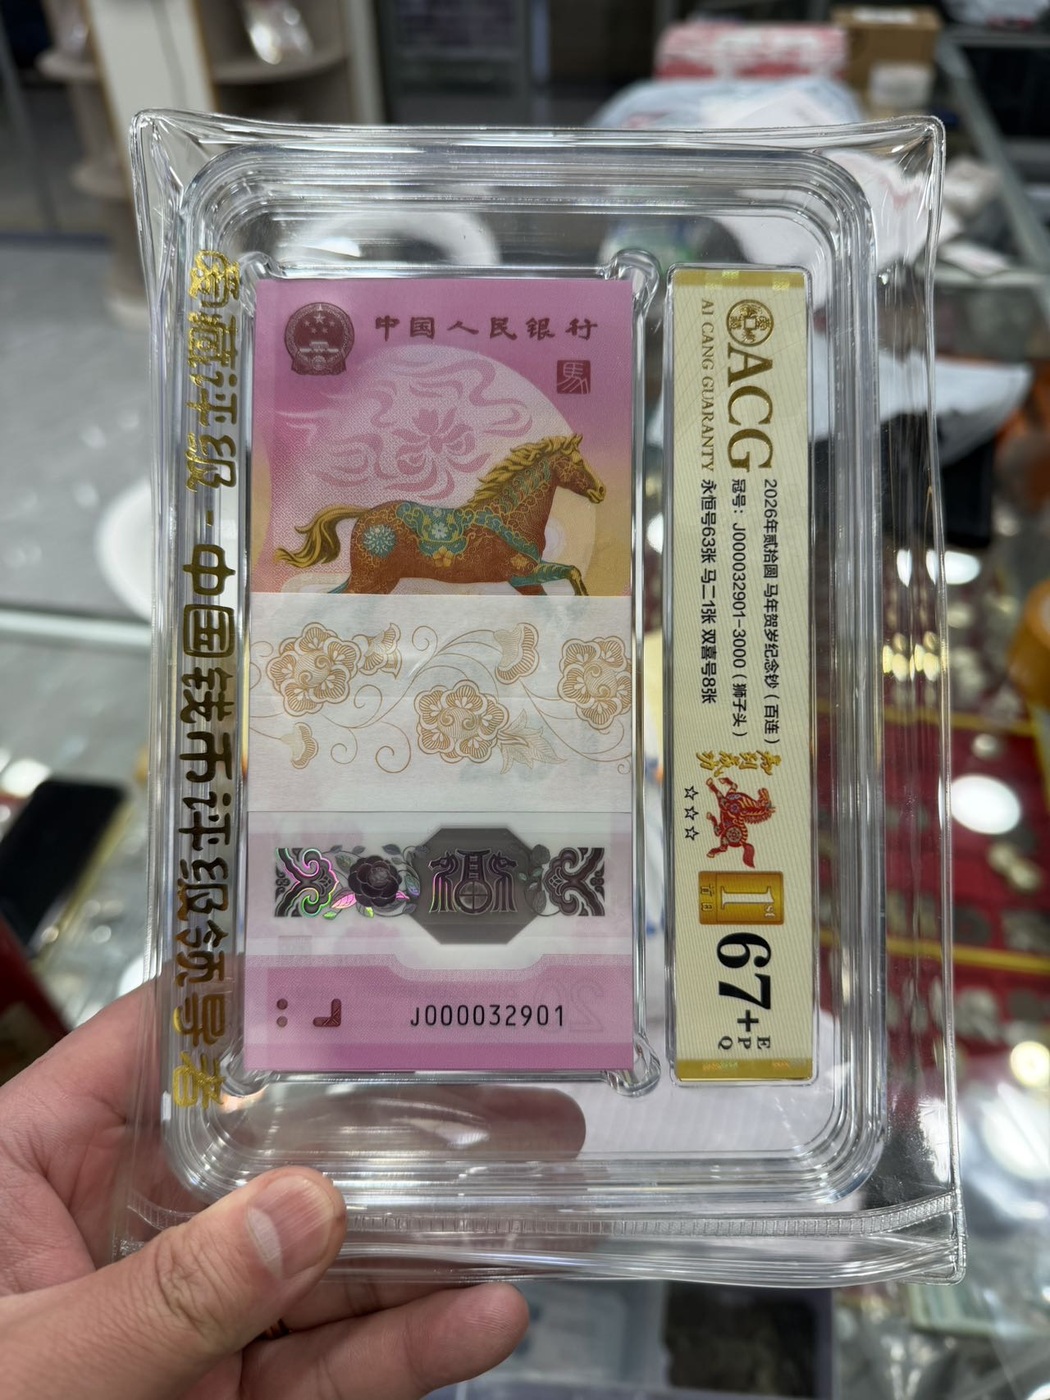 爱藏评级 - 中国钱币评级领导者
中国人民银行
馬
J000032901
ACG
AI CANG GUARANTY
2026年贰拾圆 马年贺岁纪念钞（百连）
冠号：J000032901-3000（狮子头）
永恒号63张 马二1张 双喜号8张
☆☆☆
1ST
67+
E
P
Q